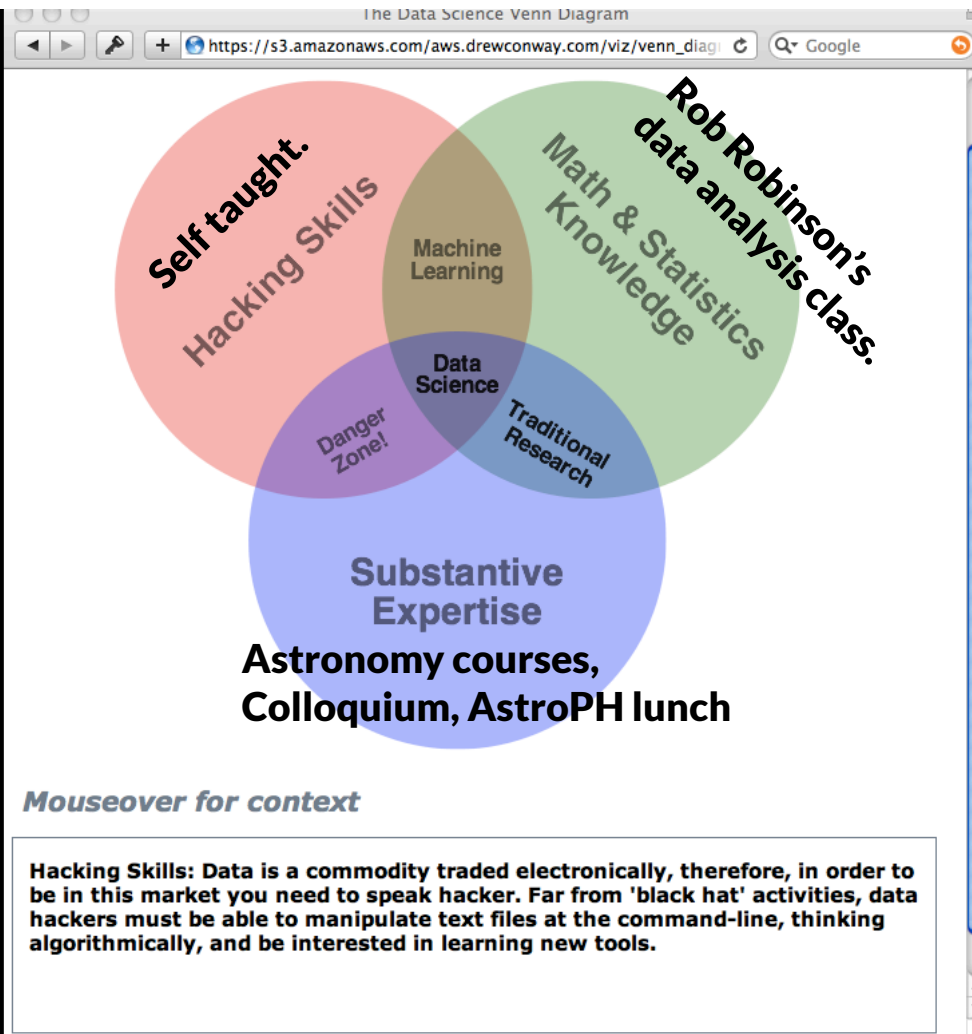 The Data Science Venn Diagram
https://s3.amazonaws.com/aws.drewconway.com/viz/venn_diag
Google
Self taught.
Hacking Skills
Rob Robinson's
data analysis class.
Math & Statistics
Knowledge
Machine
Learning
Data
Science
Danger
Zone!
Traditional
Research
Substantive
Expertise
Astronomy courses,
Colloquium, AstroPH lunch
Mouseover for context
Hacking Skills: Data is a commodity traded electronically, therefore, in order to
be in this market you need to speak hacker. Far from 'black hat' activities, data
hackers must be able to manipulate text files at the command-line, thinking
algorithmically, and be interested in learning new tools.